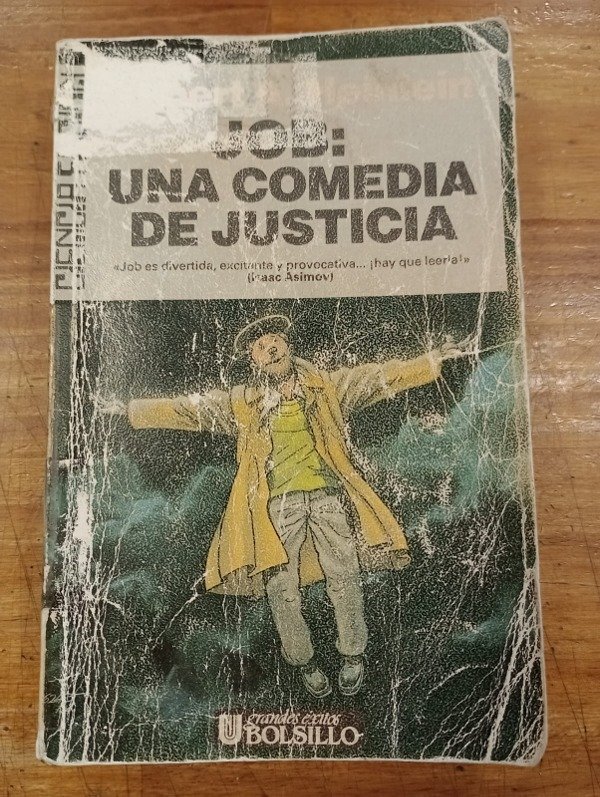 JOB:
UNA COMEDIA
DE JUSTICIA
«Job es divertida, excitante y provocativa... ¡hay que leerla!»
(Isaac Asimov)
grandes éxitos
BOLSILLO